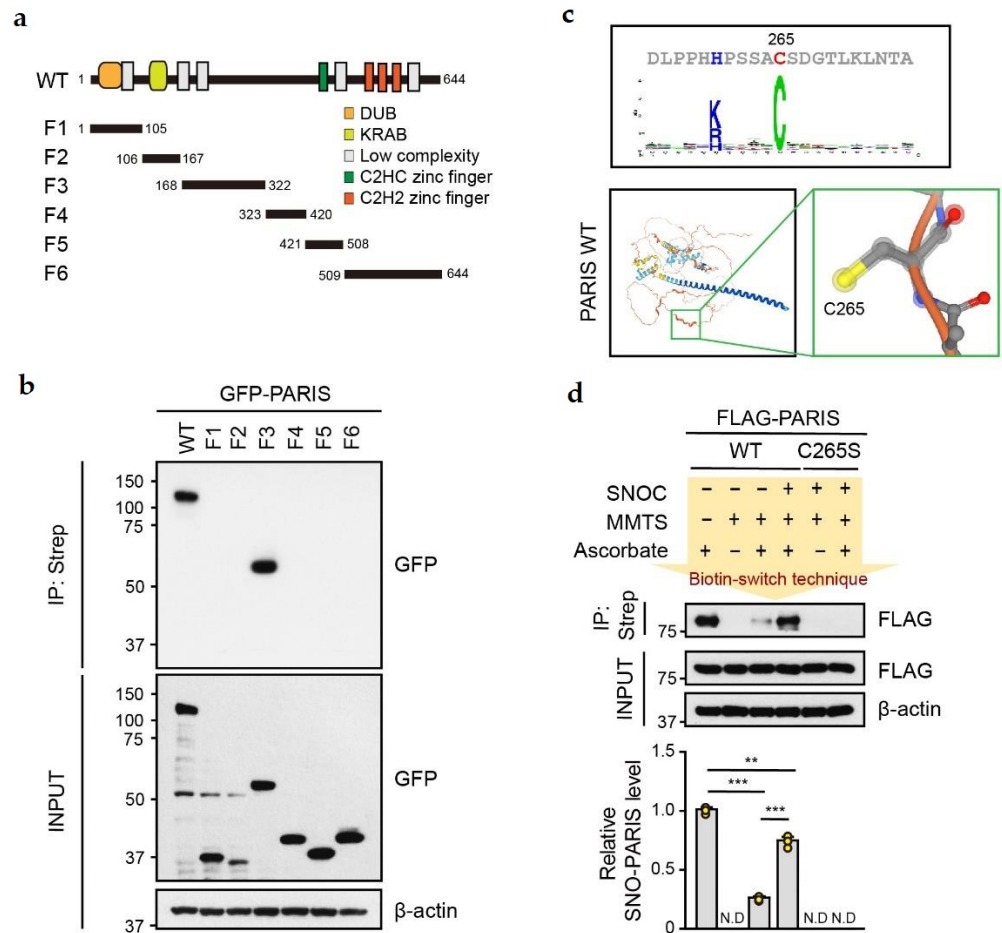 a
WT 1 644
F1 1 105
F2 106 167
F3 168 322
F4 323 420
F5 421 508
F6 509 644
DUB
KRAB
Low complexity
C2HC zinc finger
C2H2 zinc finger
b
GFP-PARIS
WT F1 F2 F3 F4 F5 F6
IP: Strep
150
100
75
50
37
GFP
INPUT
150
100
75
50
37
GFP
37
β-actin
c
265
DLPPHHPSSACSDGTLKLNTA
K
R
H
C
PARIS WT
C265
d
FLAG-PARIS
WT C265S
SNOC – – – + + +
MMTS – + + + + +
Ascorbate + – + + – +
Biotin-switch technique
IP: Strep
75
FLAG
INPUT
75
FLAG
37
β-actin
Relative SNO-PARIS level
1.5
1.0
0.5
0
**
***
***
N.D
N.D N.D